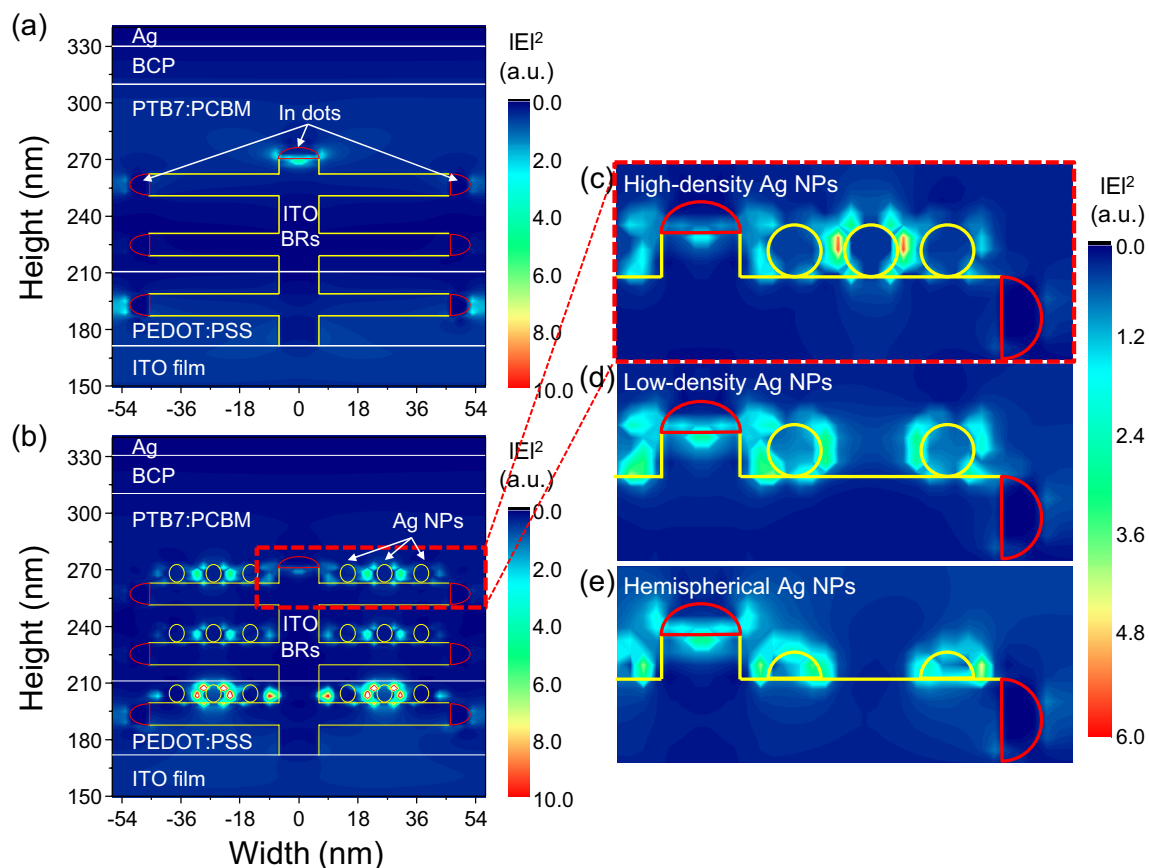 (a)
Ag
BCP
PTB7:PCBM
In dots
ITO
BRs
PEDOT:PSS
ITO film
Height (nm)
330
300
270
240
210
180
150
-54
-36
-18
0
18
36
54
|E|²
(a.u.)
0.0
2.0
4.0
6.0
8.0
10.0
(b)
Ag
BCP
PTB7:PCBM
Ag NPs
ITO
BRs
PEDOT:PSS
ITO film
Height (nm)
330
300
270
240
210
180
150
-54
-36
-18
0
18
36
54
Width (nm)
|E|²
(a.u.)
0.0
2.0
4.0
6.0
8.0
10.0
(c)
High-density Ag NPs
(d)
Low-density Ag NPs
(e)
Hemispherical Ag NPs
|E|²
(a.u.)
0.0
1.2
2.4
3.6
4.8
6.0